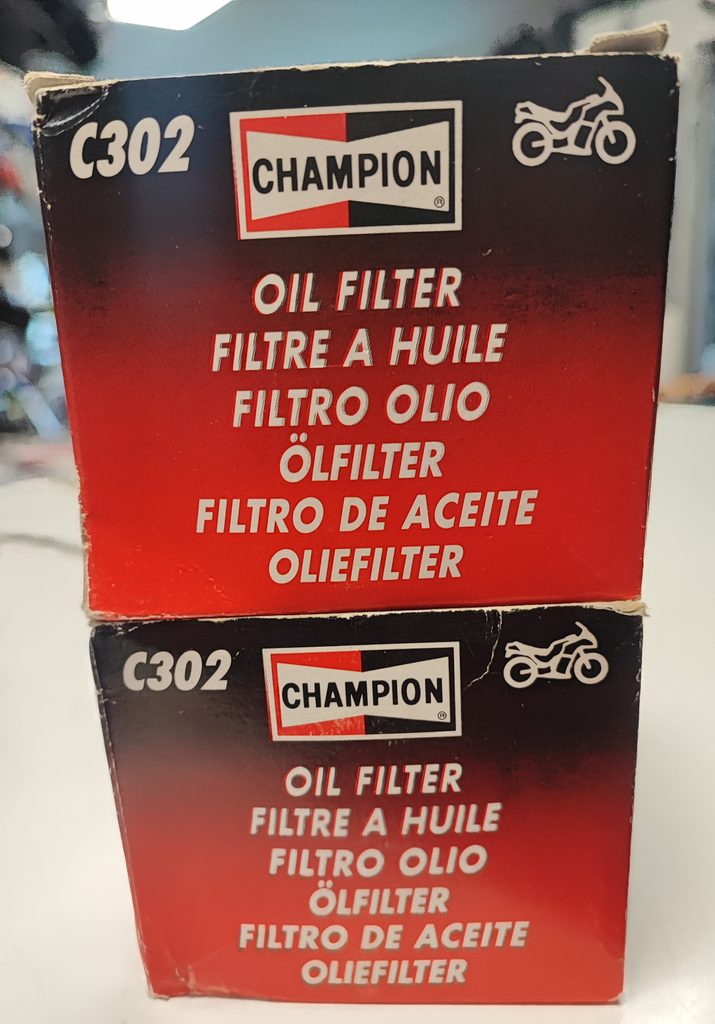 C302
CHAMPION
®
OIL FILTER
FILTRE A HUILE
FILTRO OLIO
ÖLFILTER
FILTRO DE ACEITE
OLIEFILTER
C302
CHAMPION
®
OIL FILTER
FILTRE A HUILE
FILTRO OLIO
ÖLFILTER
FILTRO DE ACEITE
OLIEFILTER